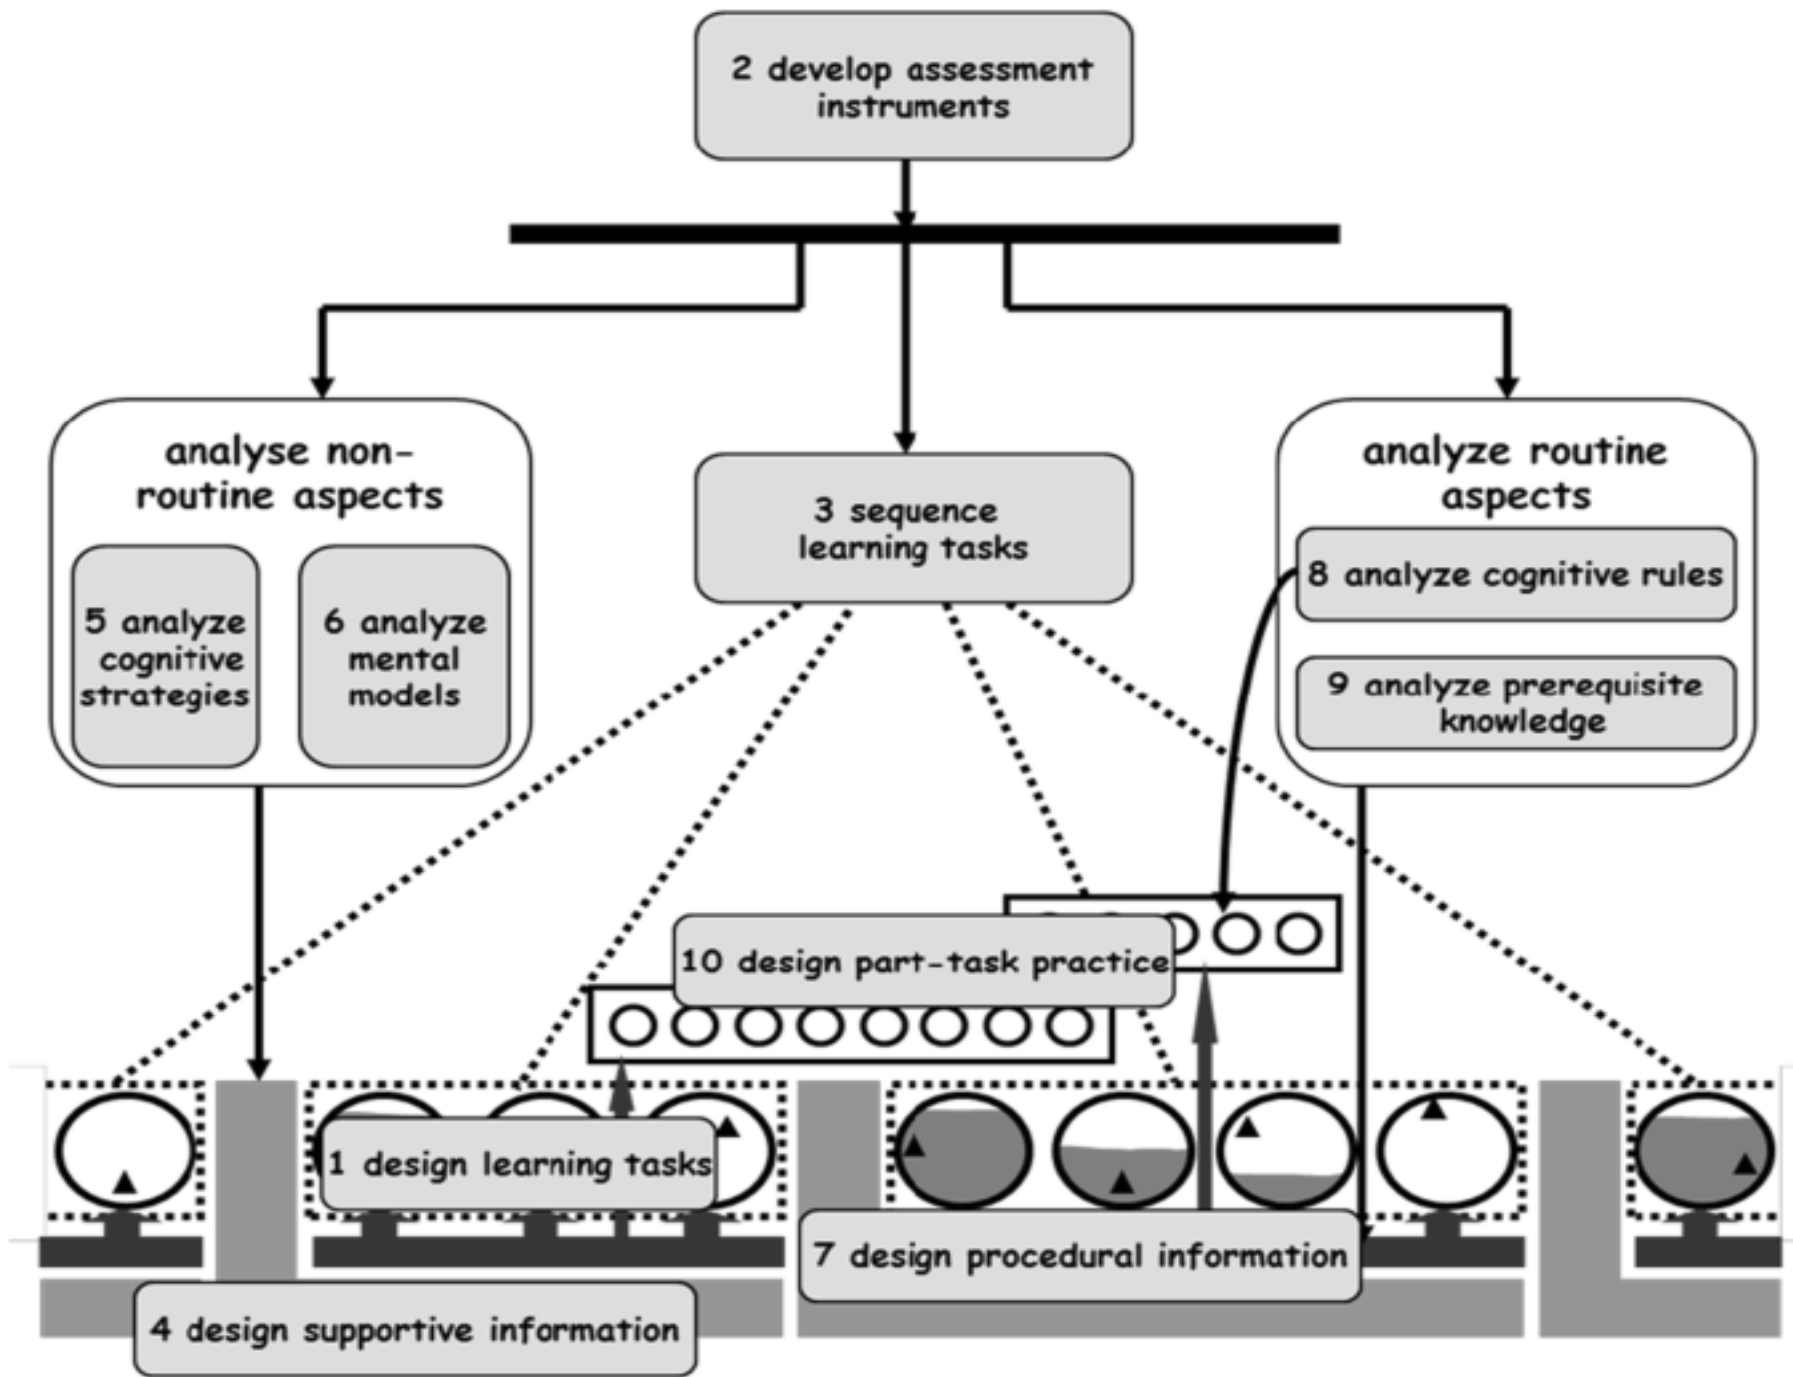 2 develop assessment
instruments
analyse non-
routine aspects
5 analyze
cognitive
strategies
6 analyze
mental
models
3 sequence
learning tasks
analyze routine
aspects
8 analyze cognitive rules
9 analyze prerequisite
knowledge
10 design part-task practice
1 design learning tasks
7 design procedural information
4 design supportive information